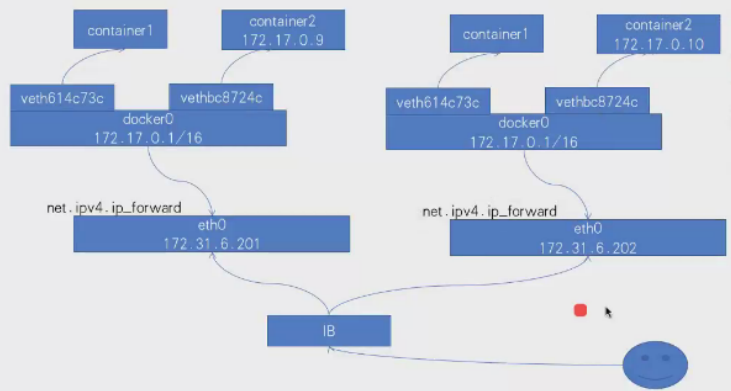 container1
container2
172.17.0.9
veth614c73c
vethbc8724c
docker0
172.17.0.1/16
net.ipv4.ip_forward
eth0
172.31.6.201
container1
container2
172.17.0.10
veth614c73c
vethbc8724c
docker0
172.17.0.1/16
net.ipv4.ip_forward
eth0
172.31.6.202
IB